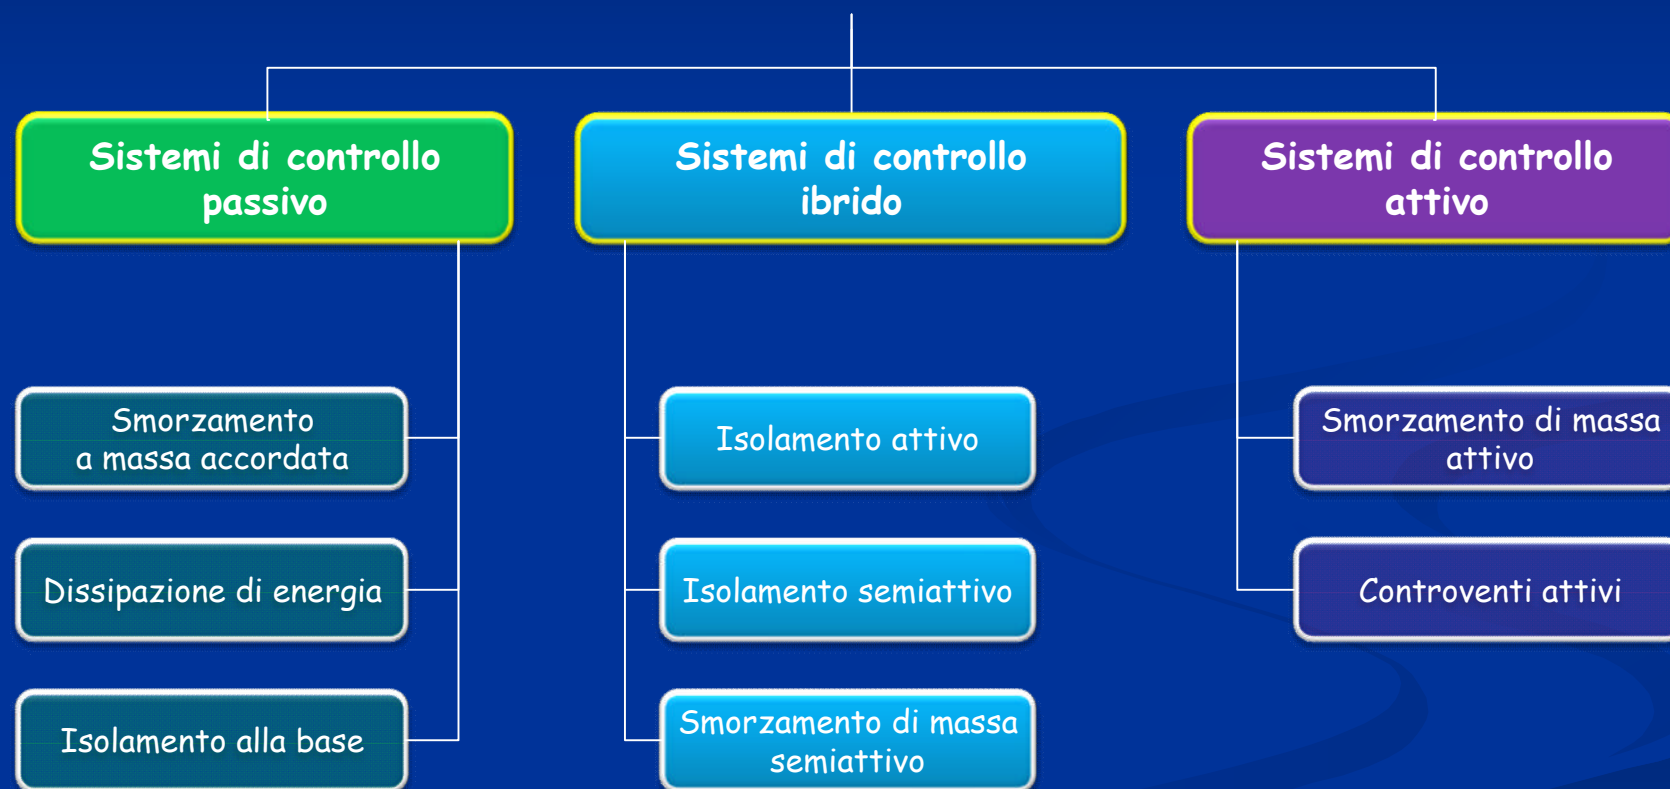 Sistemi di controllo
passivo
Smorzamento
a massa accordata
Dissipazione di energia
Isolamento alla base
Sistemi di controllo
ibrido
Isolamento attivo
Isolamento semiattivo
Smorzamento di massa
semiattivo
Sistemi di controllo
attivo
Smorzamento di massa
attivo
Controventi attivi